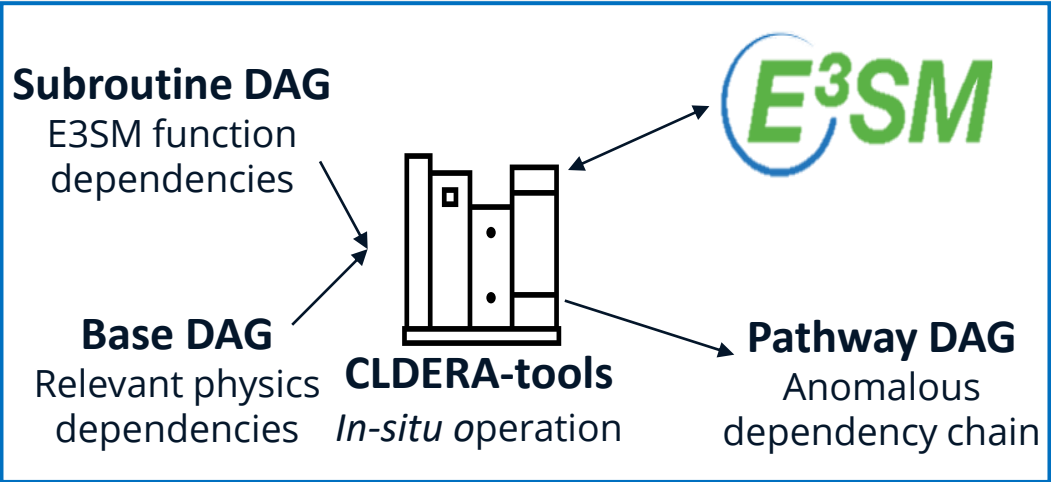 Subroutine DAG
E3SM function
dependencies
E³SM
Base DAG
Relevant physics
dependencies
CLDERA-tools
In-situ operation
Pathway DAG
Anomalous
dependency chain